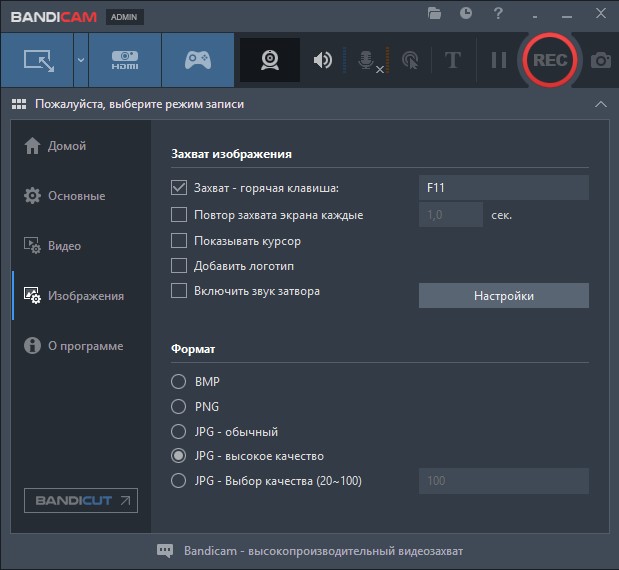 BANDICAM ADMIN
HDMI
T
REC
Пожалуйста, выберите режим записи
Домой
Основные
Видео
Изображения
О программе
BANDICUT
Захват изображения
Захват - горячая клавиша: F11
Повтор захвата экрана каждые 1,0 сек.
Показывать курсор
Добавить логотип
Включить звук затвора Настройки
Формат
BMP
PNG
JPG - обычный
JPG - высокое качество
JPG - Выбор качества (20~100) 100
Bandicam - высокопроизводительный видеозахват